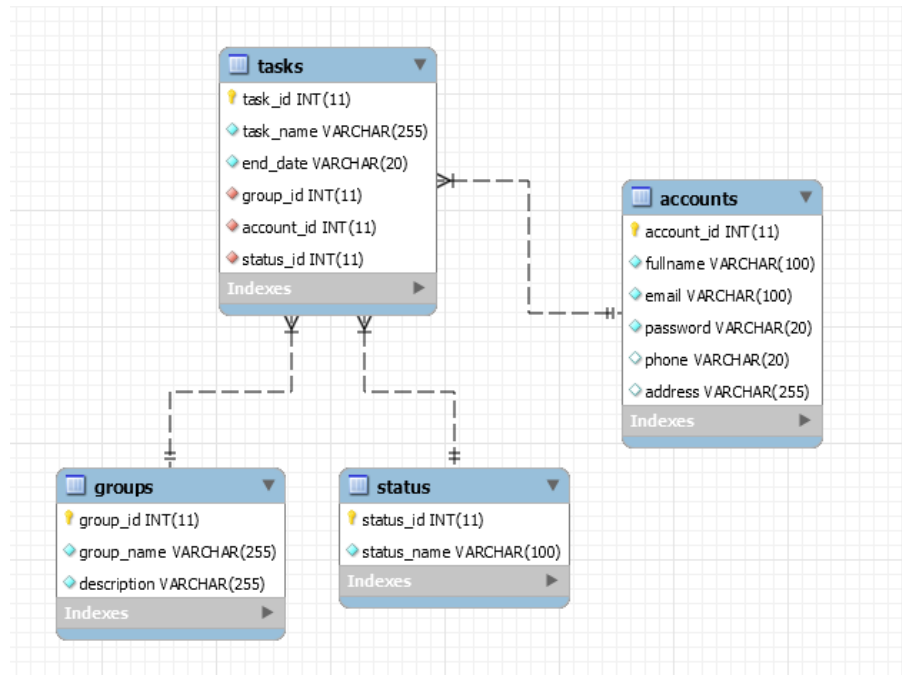 tasks
task_id INT(11)
task_name VARCHAR(255)
end_date VARCHAR(20)
group_id INT(11)
account_id INT(11)
status_id INT(11)
Indexes
accounts
account_id INT(11)
fullname VARCHAR(100)
email VARCHAR(100)
password VARCHAR(20)
phone VARCHAR(20)
address VARCHAR(255)
Indexes
groups
group_id INT(11)
group_name VARCHAR(255)
description VARCHAR(255)
Indexes
status
status_id INT(11)
status_name VARCHAR(100)
Indexes